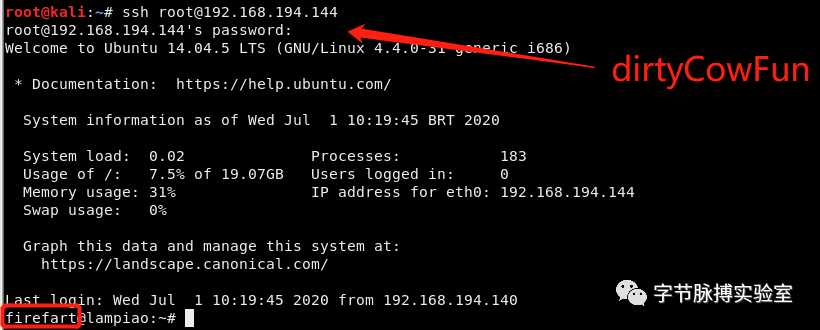 root@kali:~# ssh root@192.168.194.144
root@192.168.194.144's password:
Welcome to Ubuntu 14.04.5 LTS (GNU/Linux 4.4.0-31-generic i686)
dirtyCowFun
* Documentation:  https://help.ubuntu.com/
System information as of Wed Jul  1 10:19:45 BRT 2020
System load:  0.02  Processes:  183
Usage of /:  7.5% of 19.07GB  Users logged in:  0
Memory usage: 31%  IP address for eth0: 192.168.194.144
Swap usage:  0%
Graph this data and manage this system at:
https://landscape.canonical.com/
Last login: Wed Jul  1 10:19:45 2020 from 192.168.194.140
firefart@lampiao:~#
字节脉搏实验室